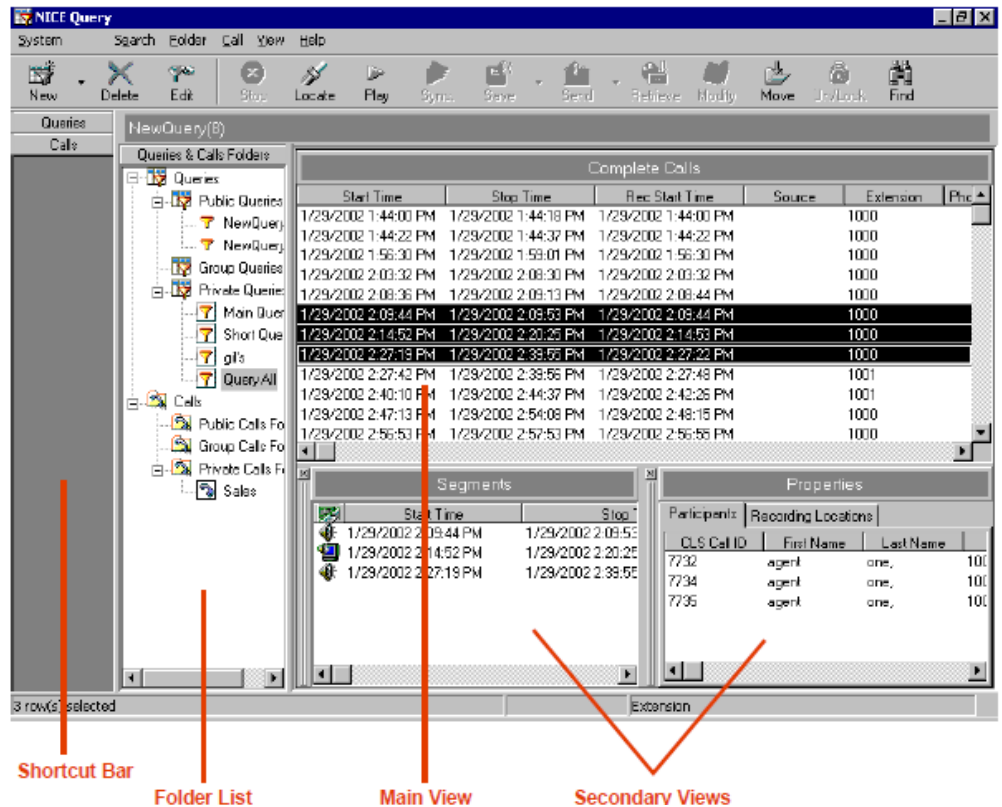 NICE Query
System Search Folder Call View Help
New Delete Edit Stop Locate Play Sync. Save Send Retrieve Modify Move Un/Lock Find
Queries
Calls
NewQuery(8)
Queries & Calls Folders
Queries
Public Queries
NewQuery
NewQuery
Group Queries
Private Querie
Main Quer
Short Que
gil's
Query All
Calls
Public Calls Fo
Group Calls Fo
Private Calls F
Sales
Complete Calls
Start Time Stop Time Rec Start Time Source Extension Phc
1/29/2002 1:44:00 PM 1/29/2002 1:44:18 PM 1/29/2002 1:44:00 PM 1000
1/29/2002 1:44:22 PM 1/29/2002 1:44:37 PM 1/29/2002 1:44:22 PM 1000
1/29/2002 1:56:30 PM 1/29/2002 1:59:01 PM 1/29/2002 1:56:30 PM 1000
1/29/2002 2:03:32 PM 1/29/2002 2:08:30 PM 1/29/2002 2:03:32 PM 1000
1/29/2002 2:08:36 PM 1/29/2002 2:09:13 PM 1/29/2002 2:08:44 PM 1000
1/29/2002 2:09:44 PM 1/29/2002 2:09:53 PM 1/29/2002 2:09:44 PM 1000
1/29/2002 2:14:52 PM 1/29/2002 2:20:25 PM 1/29/2002 2:14:53 PM 1000
1/29/2002 2:27:19 PM 1/29/2002 2:39:55 PM 1/29/2002 2:27:22 PM 1000
1/29/2002 2:27:42 PM 1/29/2002 2:39:56 PM 1/29/2002 2:27:48 PM 1001
1/29/2002 2:40:10 PM 1/29/2002 2:44:37 PM 1/29/2002 2:42:26 PM 1001
1/29/2002 2:47:13 PM 1/29/2002 2:54:08 PM 1/29/2002 2:48:15 PM 1000
1/29/2002 2:56:53 PM 1/29/2002 2:57:53 PM 1/29/2002 2:56:55 PM 1000
Segments
Start Time Stop T
1/29/2002 2:09:44 PM 1/29/2002 2:09:53
1/29/2002 2:14:52 PM 1/29/2002 2:20:25
1/29/2002 2:27:19 PM 1/29/2002 2:39:55
Properties
Participants Recording Locations
CLS Call ID First Name Last Name
7732 agent one, 100
7734 agent one, 100
7735 agent one, 100
3 row(s) selected Extension
Shortcut Bar
Folder List
Main View
Secondary Views